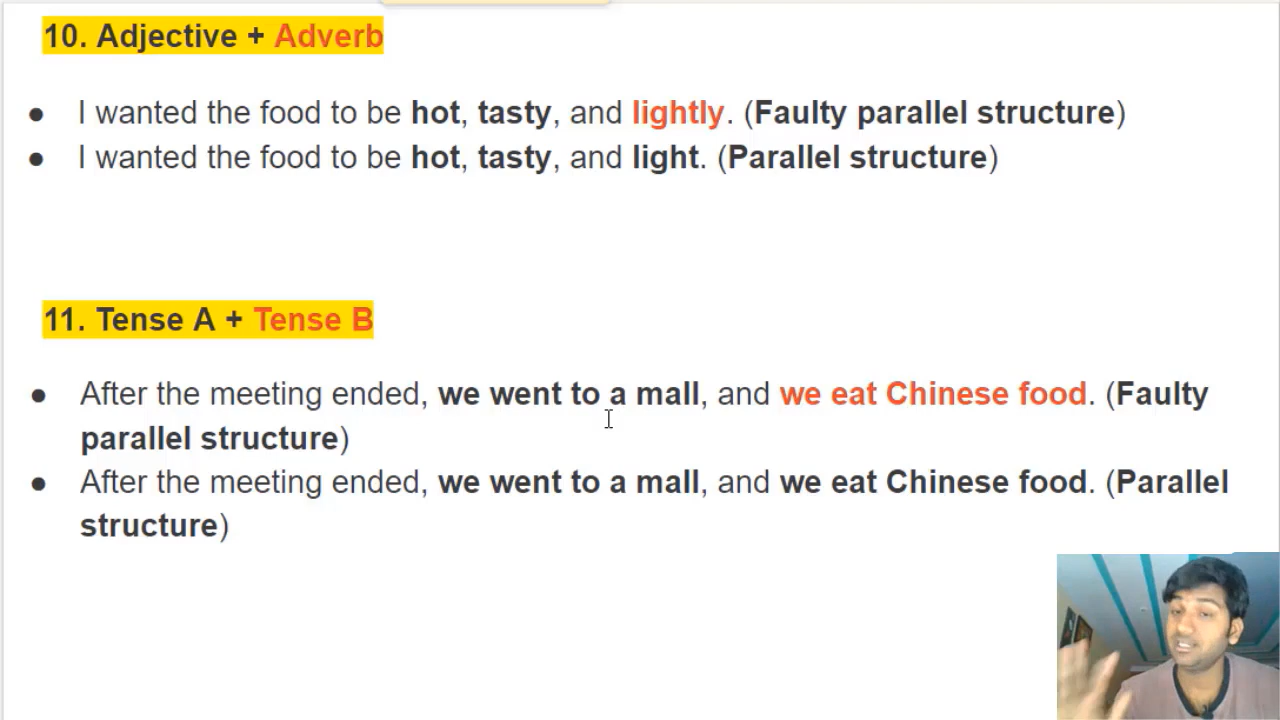 10. Adjective + Adverb
● I wanted the food to be hot, tasty, and lightly. (Faulty parallel structure)
● I wanted the food to be hot, tasty, and light. (Parallel structure)
11. Tense A + Tense B
● After the meeting ended, we went to a mall, and we eat Chinese food. (Faulty
parallel structure)
● After the meeting ended, we went to a mall, and we eat Chinese food. (Parallel
structure)